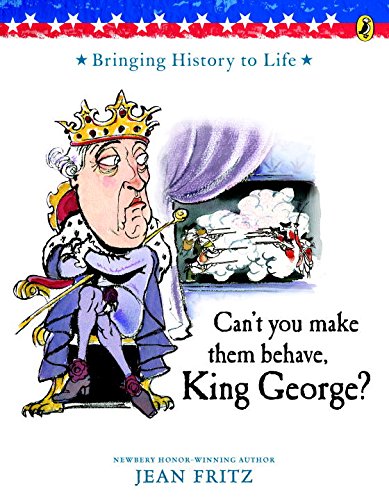 ★ Bringing History to Life ★
Can't you make
them behave,
King George?
NEWBERY HONOR-WINNING AUTHOR
JEAN FRITZ